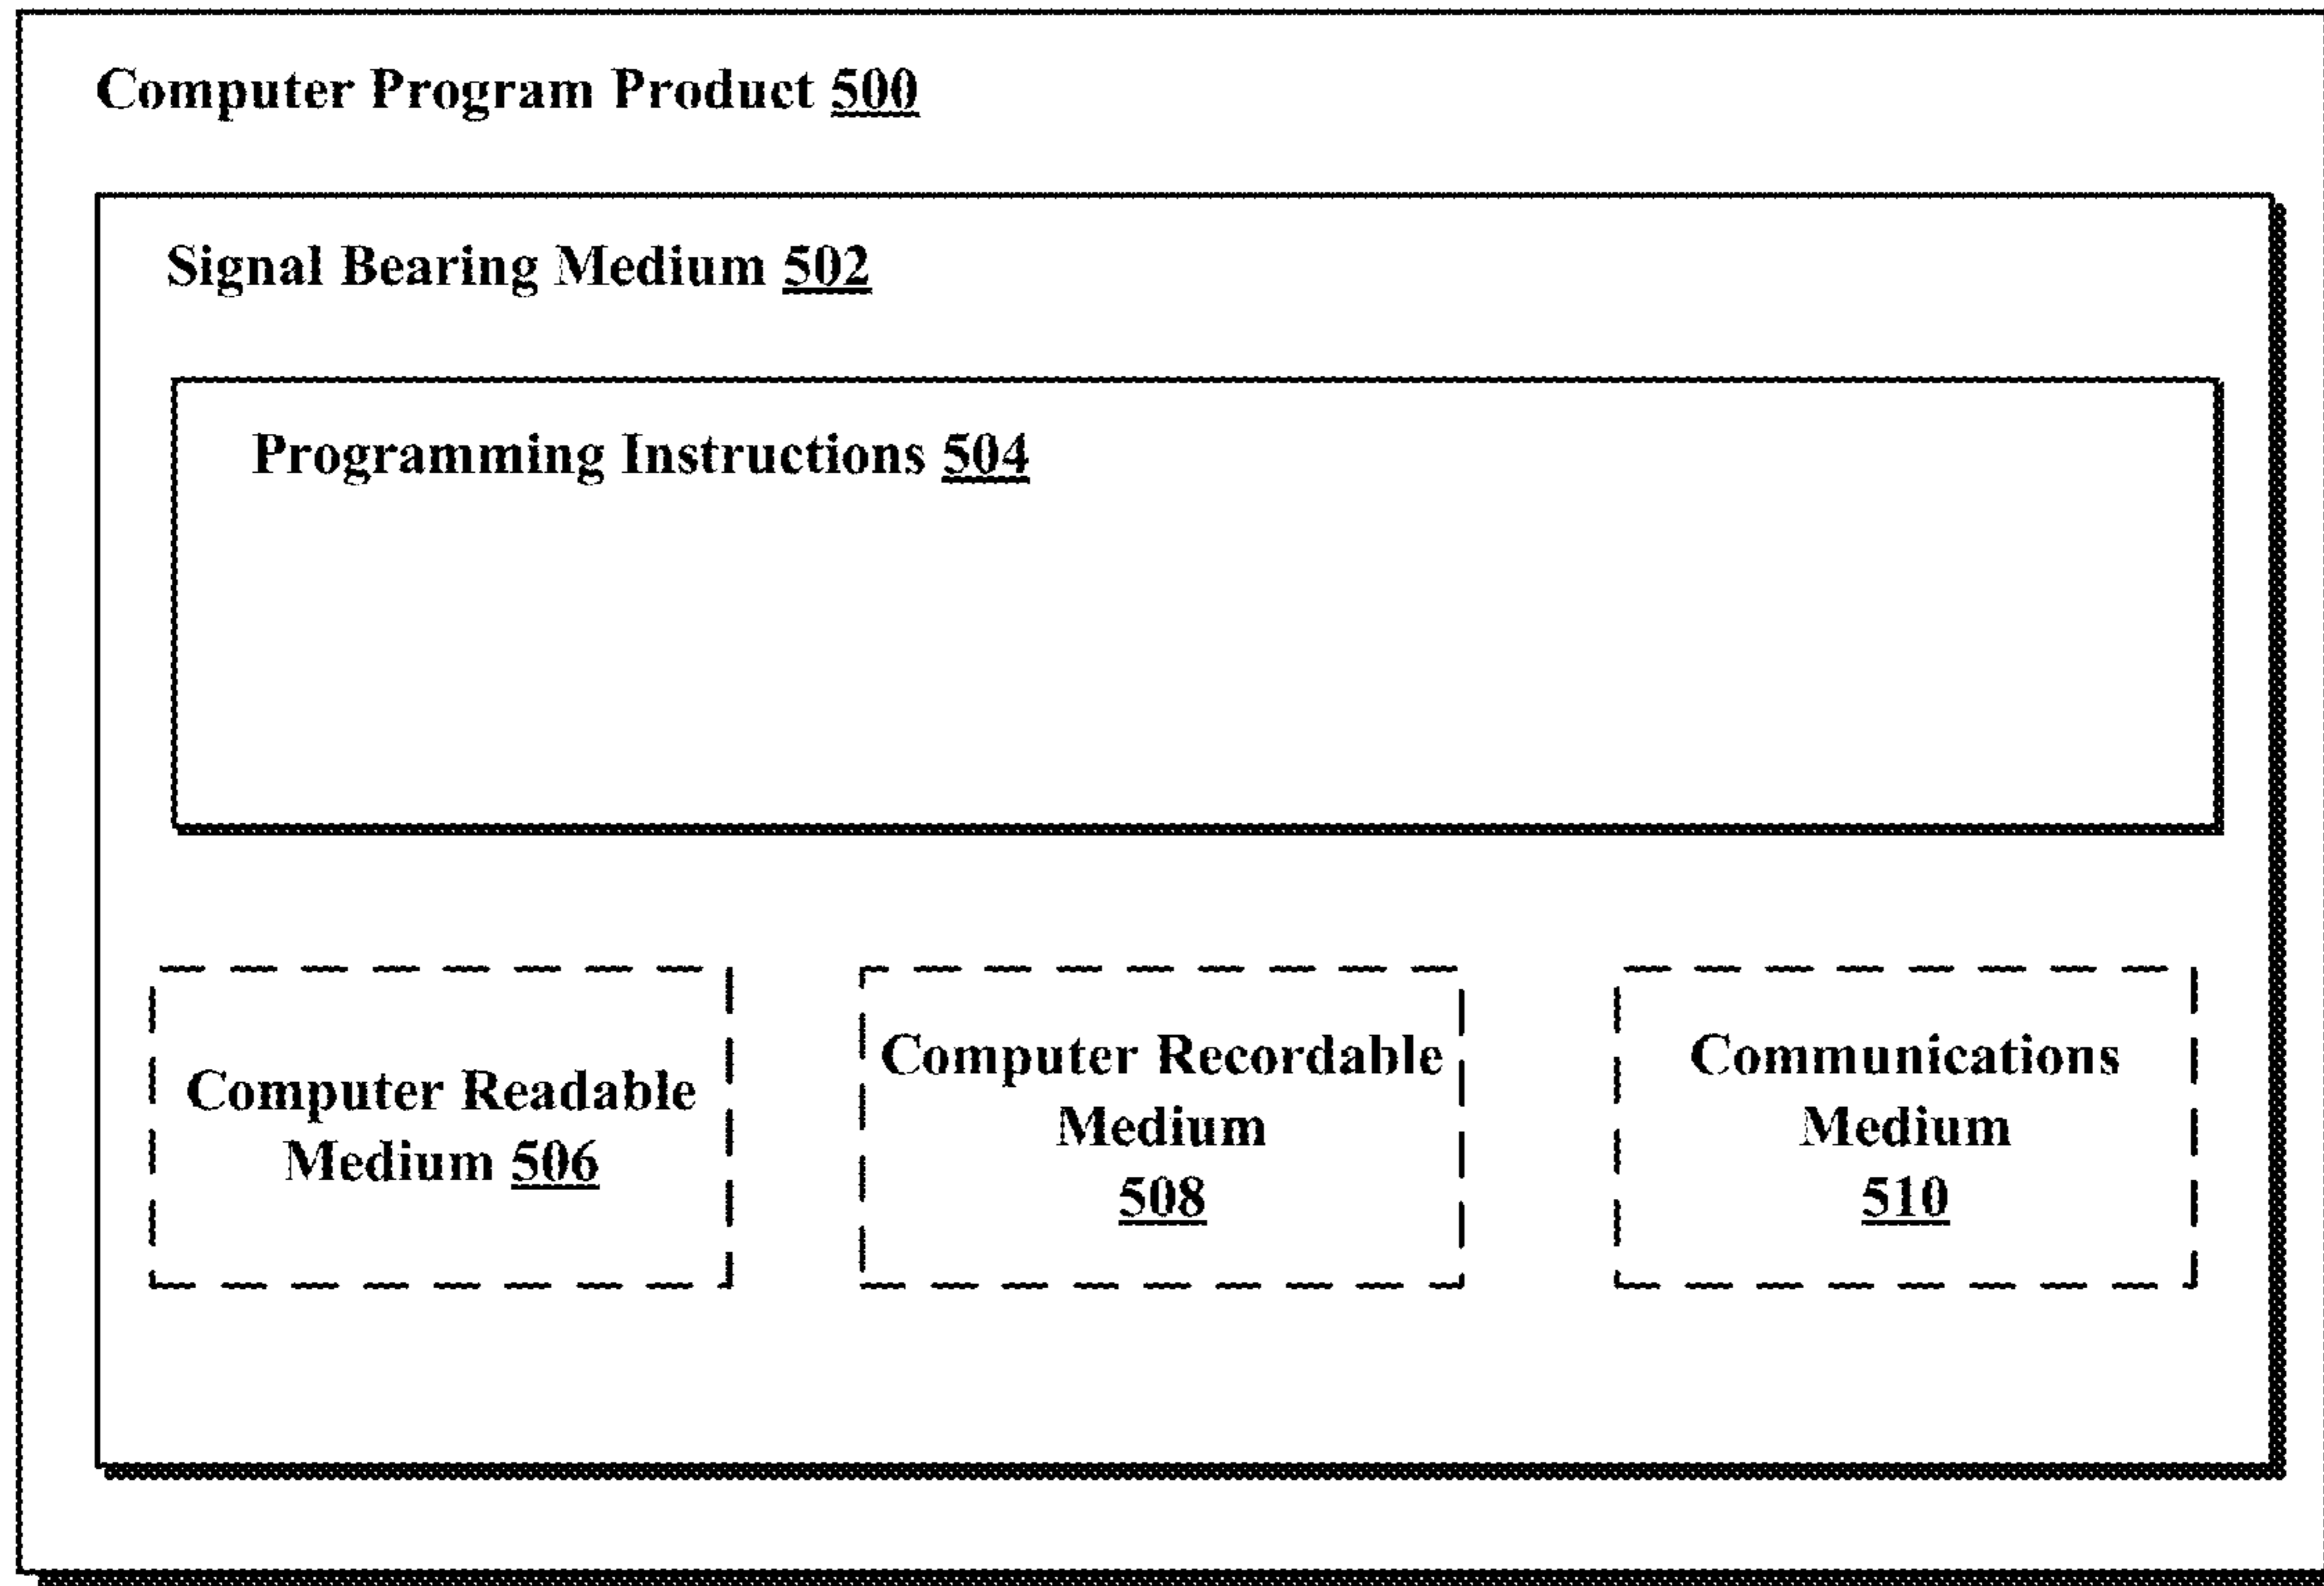 Computer Program Product 500
Signal Bearing Medium 502
Programming Instructions 504
Computer Readable
Medium 506
Computer Recordable
Medium
508
Communications
Medium
510